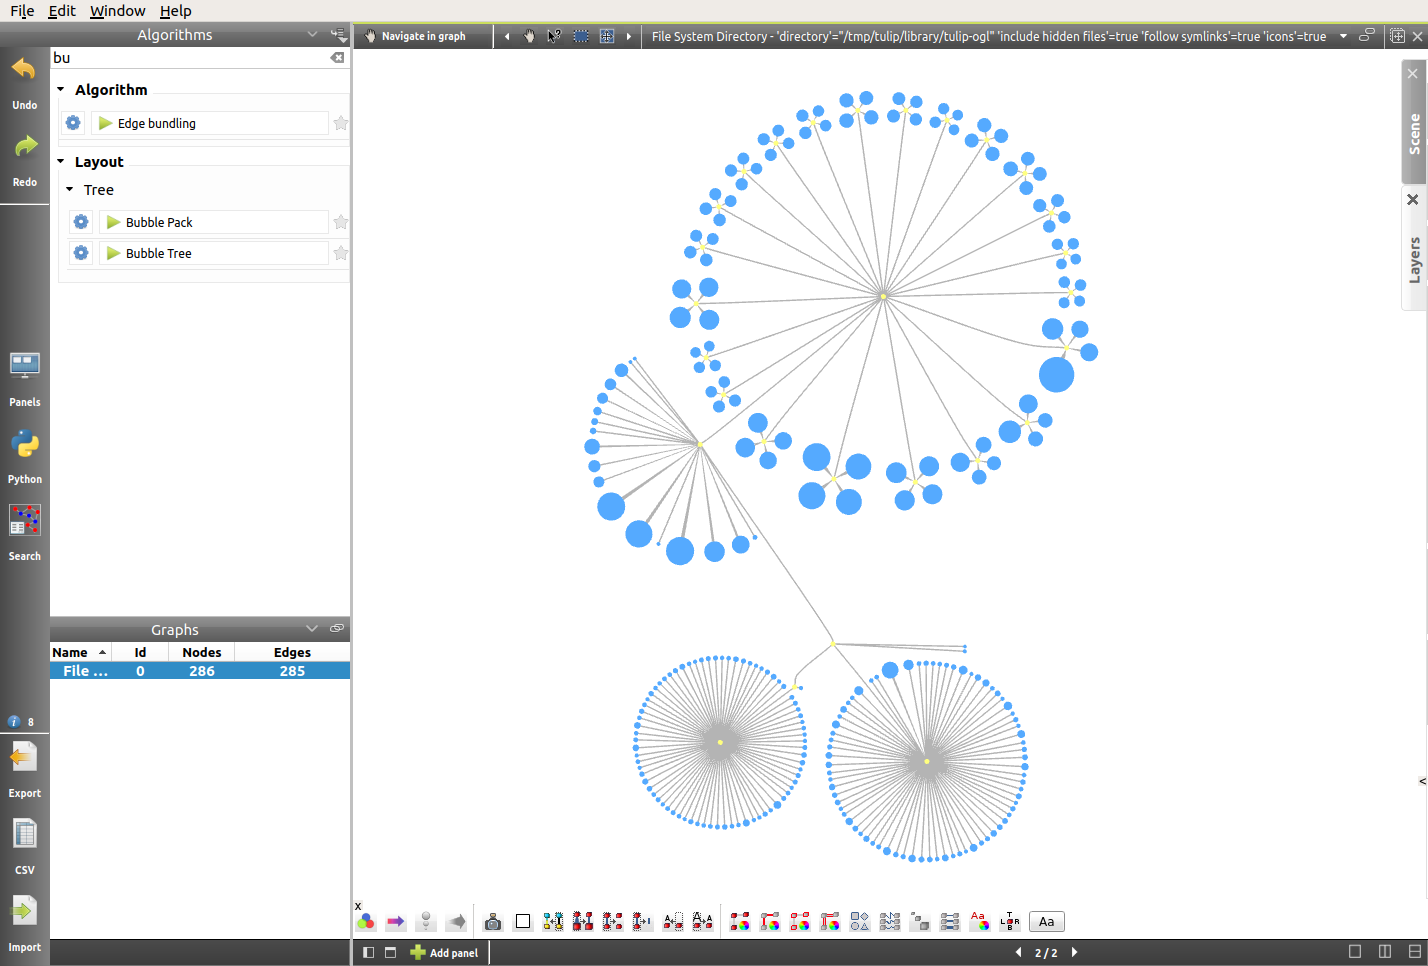 File Edit Window Help
Algorithms
Navigate in graph
File System Directory - 'directory'="/tmp/tulip/library/tulip-ogl" 'include hidden files'=true 'follow symlinks'=true 'icons'=true
bu
Undo
Redo
Panels
Python
Search
8
Export
CSV
Import
Algorithm
Edge bundling
Layout
Tree
Bubble Pack
Bubble Tree
Graphs
Name Id Nodes Edges
File ... 0 286 285
Scene
Layers
<
x
Aa
Add panel
2 / 2